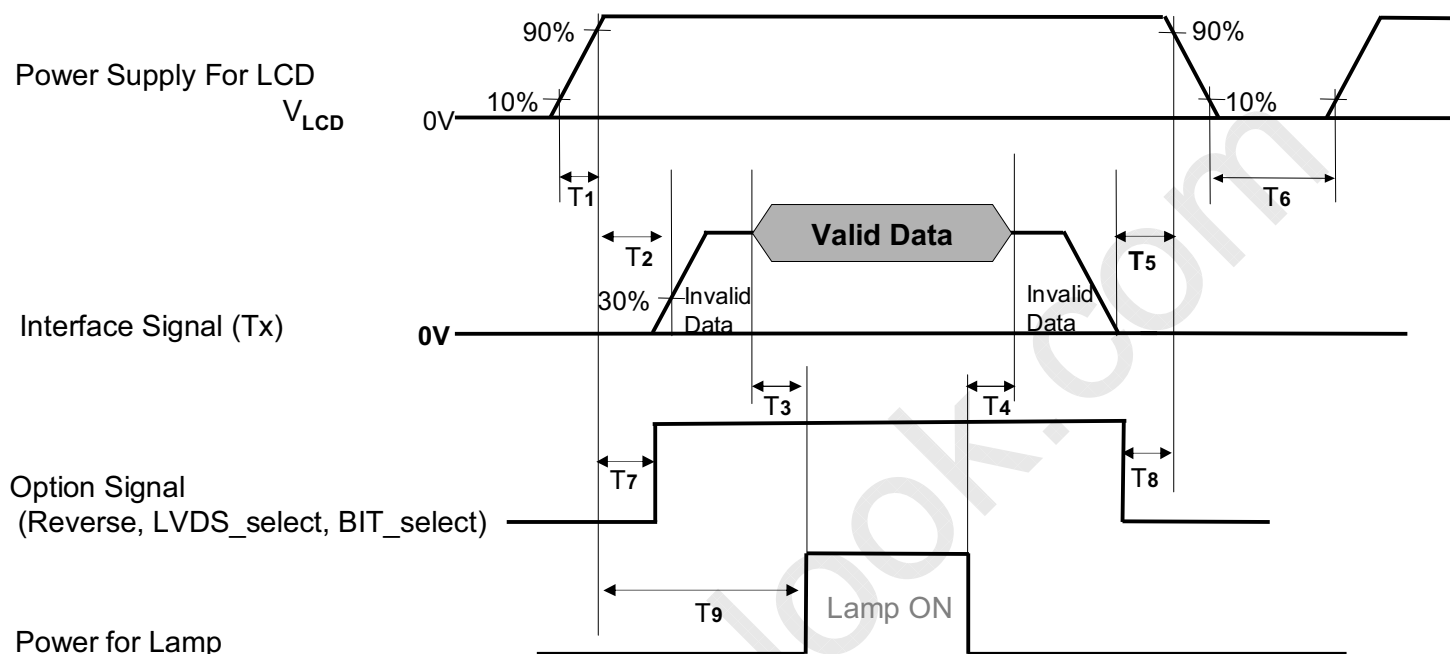 90%
90%
Power Supply For LCD
VLCD
10%
10%
0V
T1
T6
Valid Data
T2
T5
30%
Invalid
Data
Invalid
Data
Interface Signal (Tx)
0V
T3
T4
T7
T8
Option Signal
(Reverse, LVDS_select, BIT_select)
T9
Lamp ON
Power for Lamp
look.com